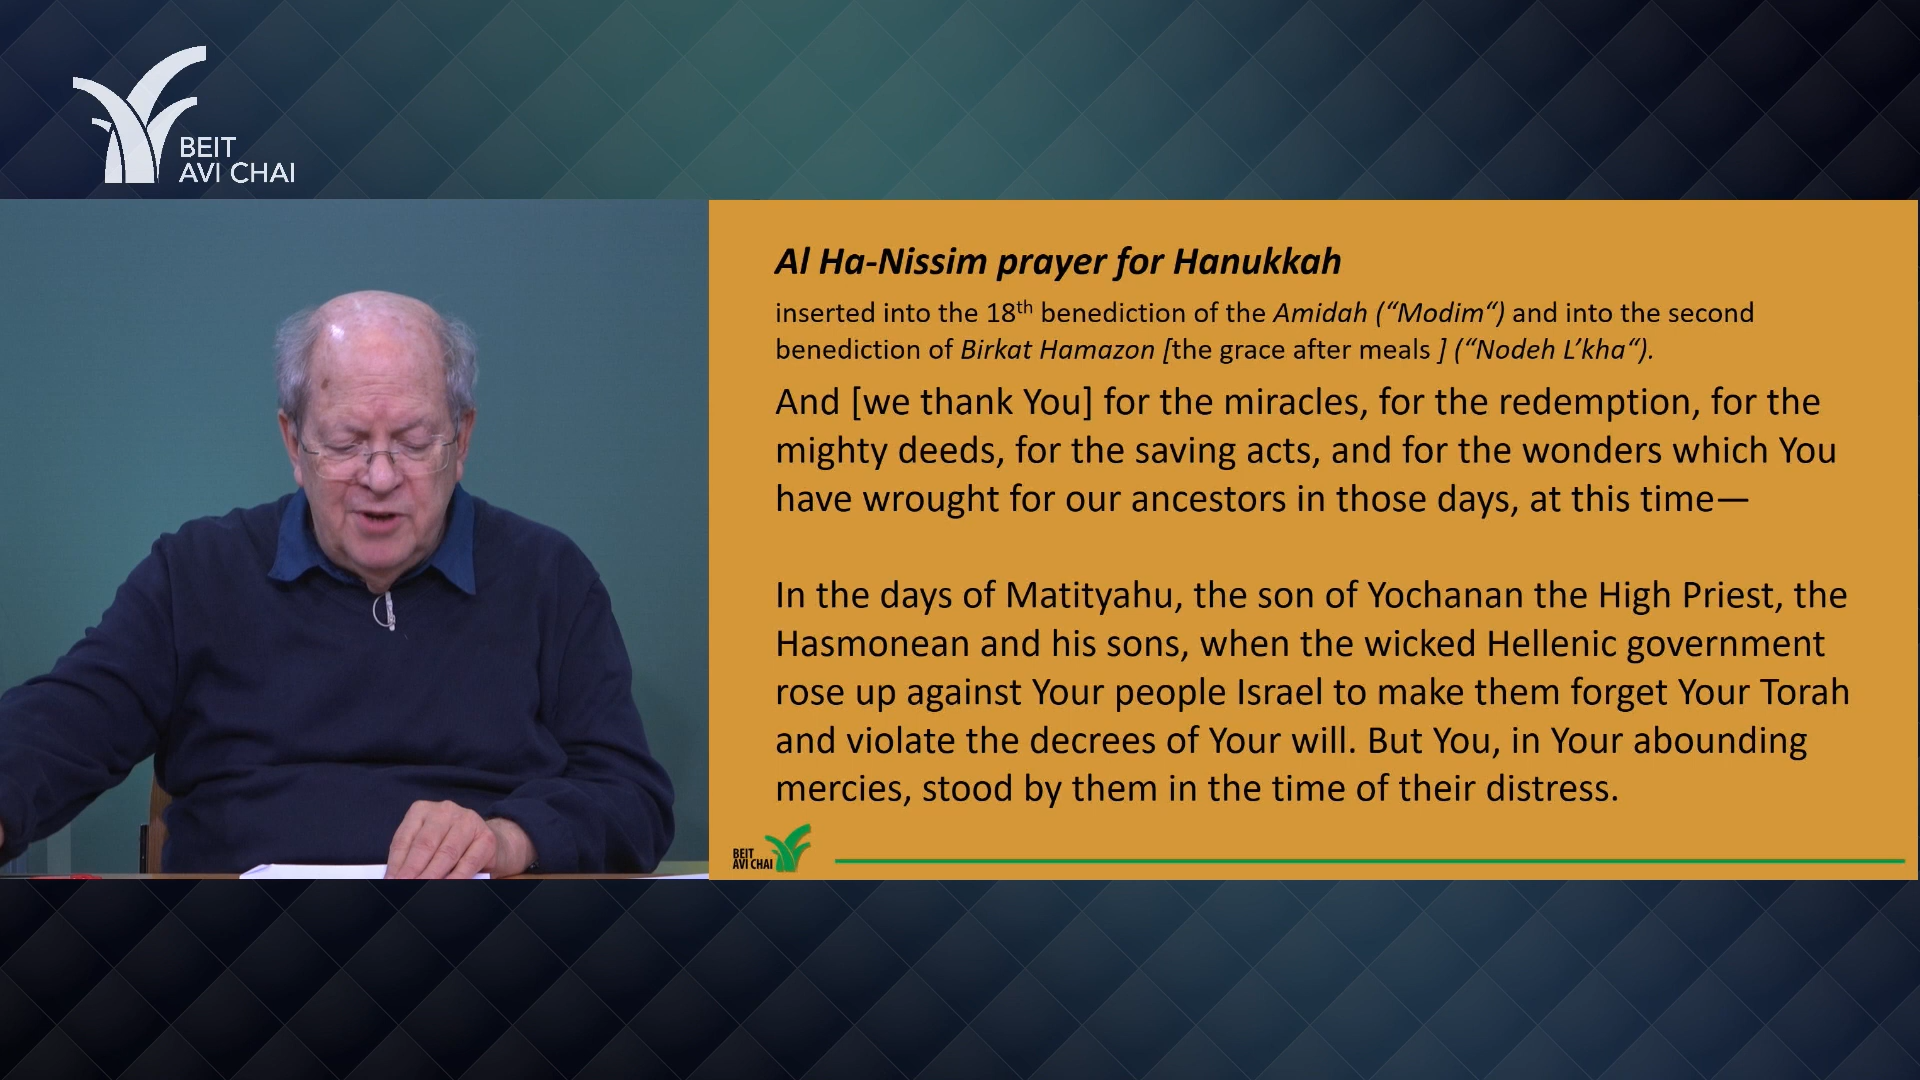 BEIT
AVI CHAI
Al Ha-Nissim prayer for Hanukkah
inserted into the 18th benediction of the Amidah (“Modim“) and into the second
benediction of Birkat Hamazon [the grace after meals ] (“Nodeh L’kha“).
And [we thank You] for the miracles, for the redemption, for the
mighty deeds, for the saving acts, and for the wonders which You
have wrought for our ancestors in those days, at this time—
In the days of Matityahu, the son of Yochanan the High Priest, the
Hasmonean and his sons, when the wicked Hellenic government
rose up against Your people Israel to make them forget Your Torah
and violate the decrees of Your will. But You, in Your abounding
mercies, stood by them in the time of their distress.
BEIT
AVI CHAI